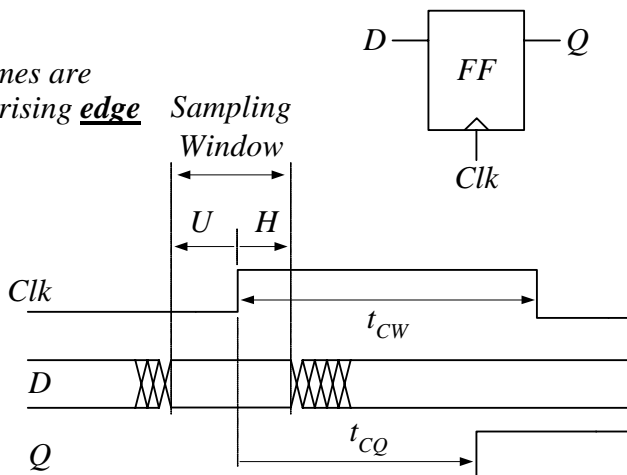 D
Q
FF
Clk
mes are
rising edge
Sampling
Window
U
H
Clk
t_CW
D
t_CQ
Q